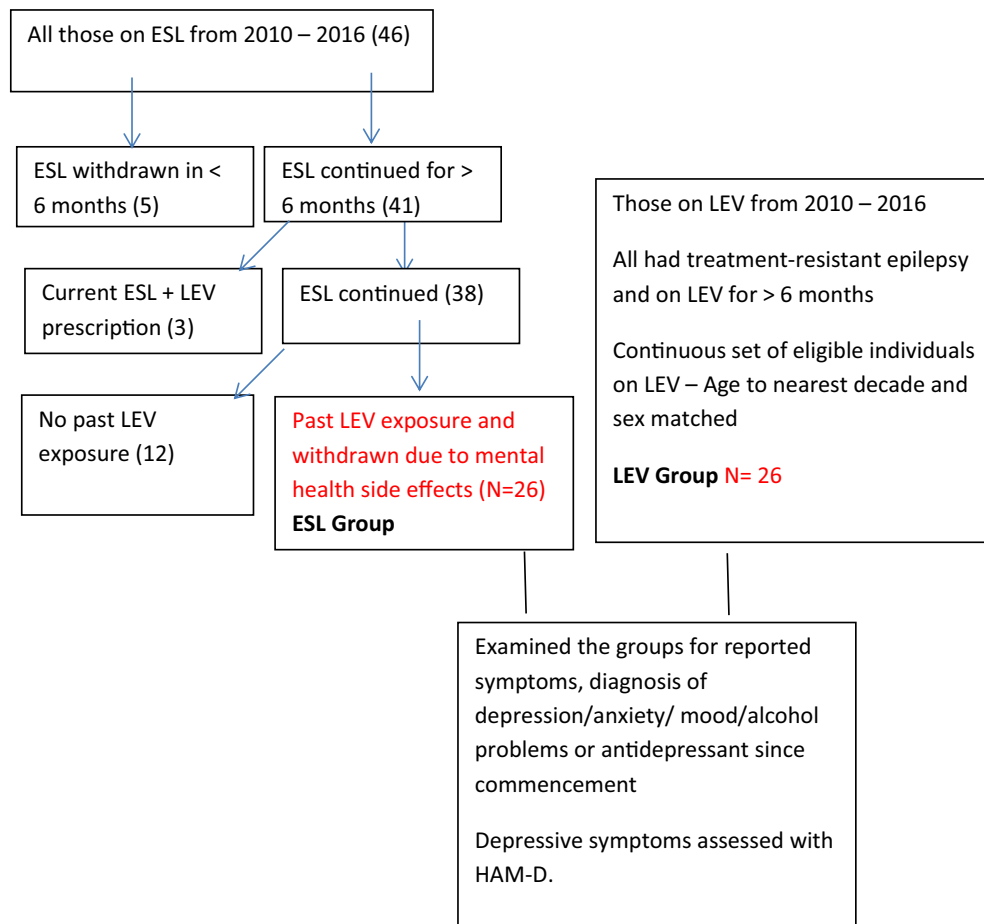 All those on ESL from 2010 – 2016 (46)
ESL withdrawn in <
6 months (5)
ESL continued for >
6 months (41)
Current ESL + LEV
prescription (3)
ESL continued (38)
No past LEV
exposure (12)
Past LEV exposure and
withdrawn due to mental
health side effects (N=26)
ESL Group
Those on LEV from 2010 – 2016
All had treatment-resistant epilepsy
and on LEV for > 6 months
Continuous set of eligible individuals
on LEV – Age to nearest decade and
sex matched
LEV Group N= 26
Examined the groups for reported
symptoms, diagnosis of
depression/anxiety/ mood/alcohol
problems or antidepressant since
commencement
Depressive symptoms assessed with
HAM-D.